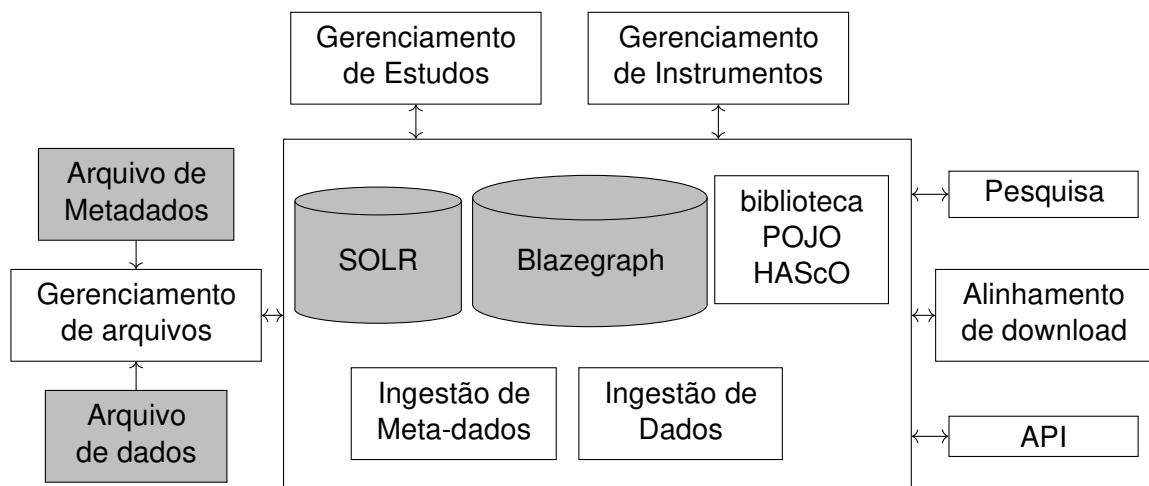 Gerenciamento
de Estudos
Gerenciamento
de Instrumentos
Arquivo de
Metadados
Gerenciamento
de arquivos
Arquivo
de dados
SOLR
Blazegraph
biblioteca
POJO
HAScO
Ingestão de
Meta-dados
Ingestão de
Dados
Pesquisa
Alinhamento
de download
API